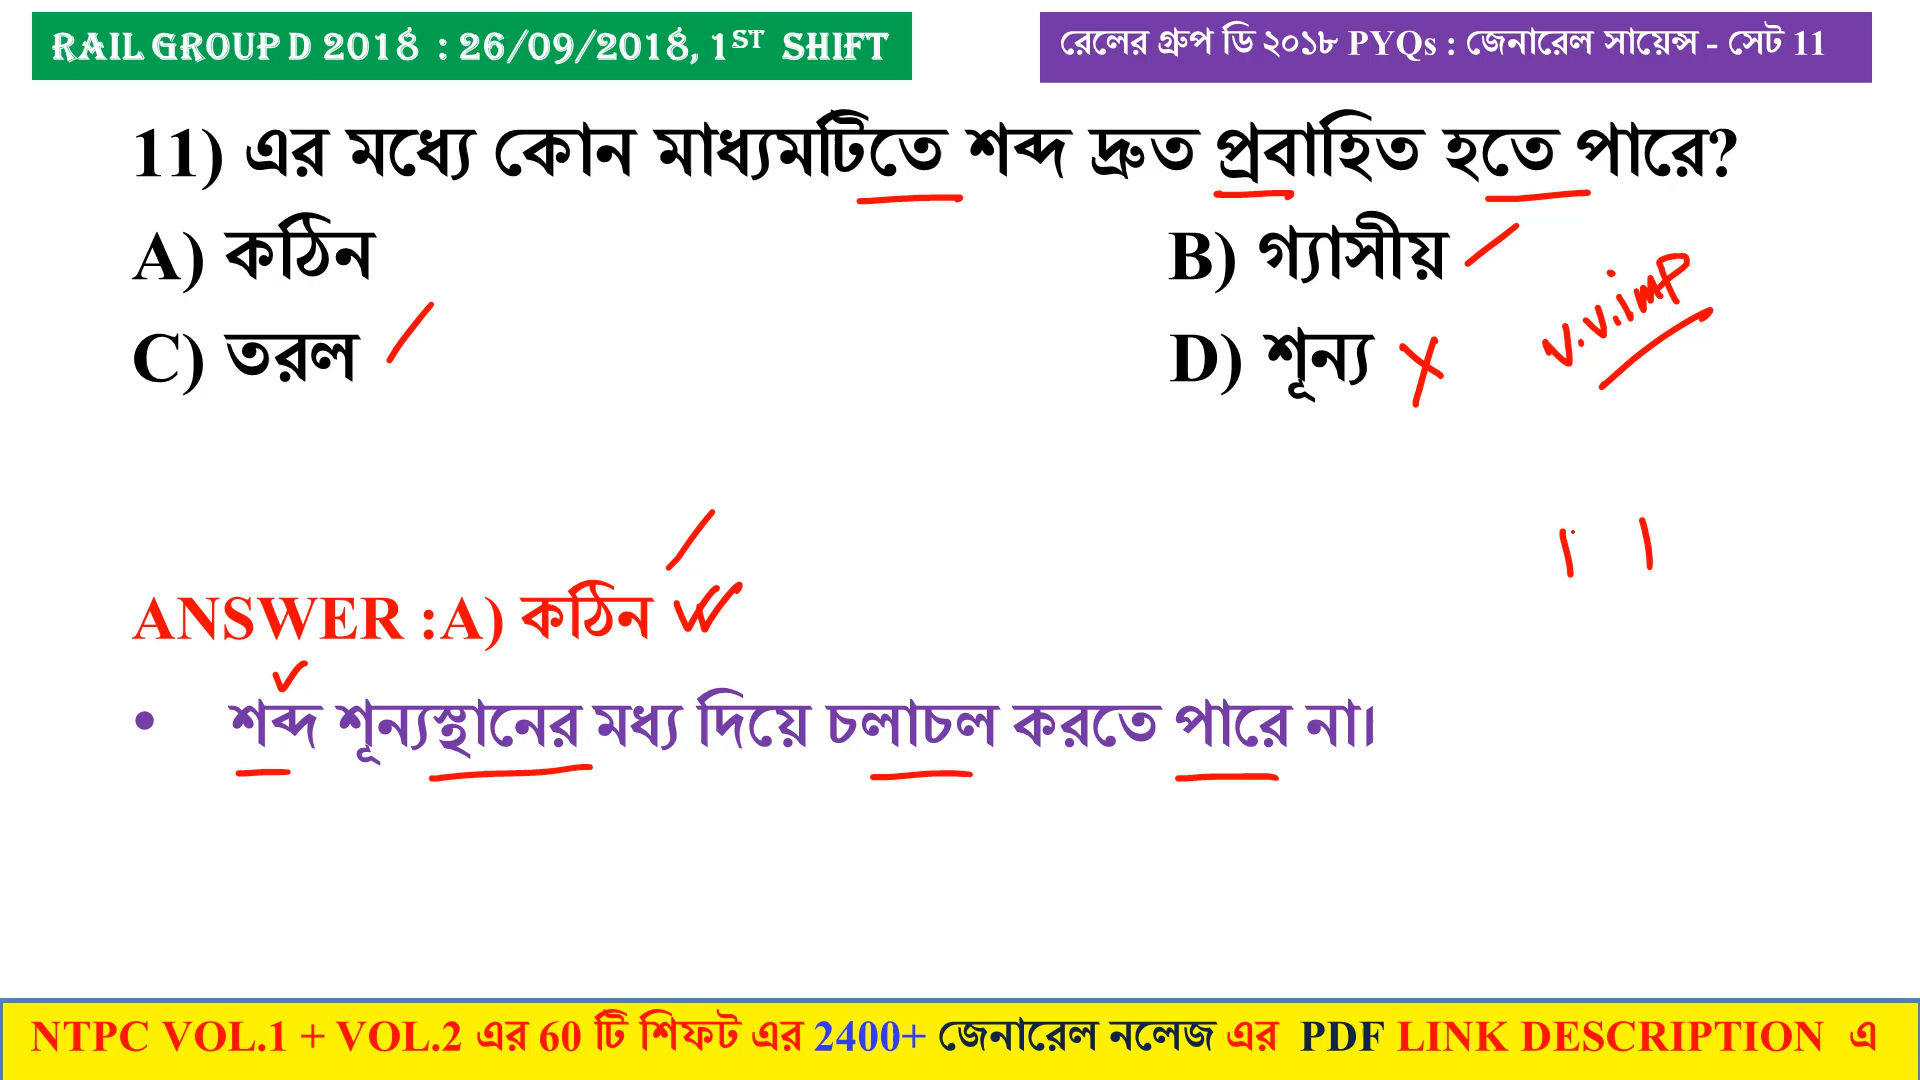 RAIL GROUP D 2018 : 26/09/2018, 1ST SHIFT
রেলের গ্রুপ ডি ২০১৮ PYQs : জেনারেল সায়েন্স - সেট 11
11) এর মধ্যে কোন মাধ্যমটিতে শব্দ দ্রুত প্রবাহিত হতে পারে?
A) কঠিন
B) গ্যাসীয়
C) তরল
D) শূন্য
v.v.imp
ANSWER :A) কঠিন
• শব্দ শূন্যস্থানের মধ্য দিয়ে চলাচল করতে পারে না।
NTPC VOL.1 + VOL.2 এর 60 টি শিফট এর 2400+ জেনারেল নলেজ এর PDF LINK DESCRIPTION এ